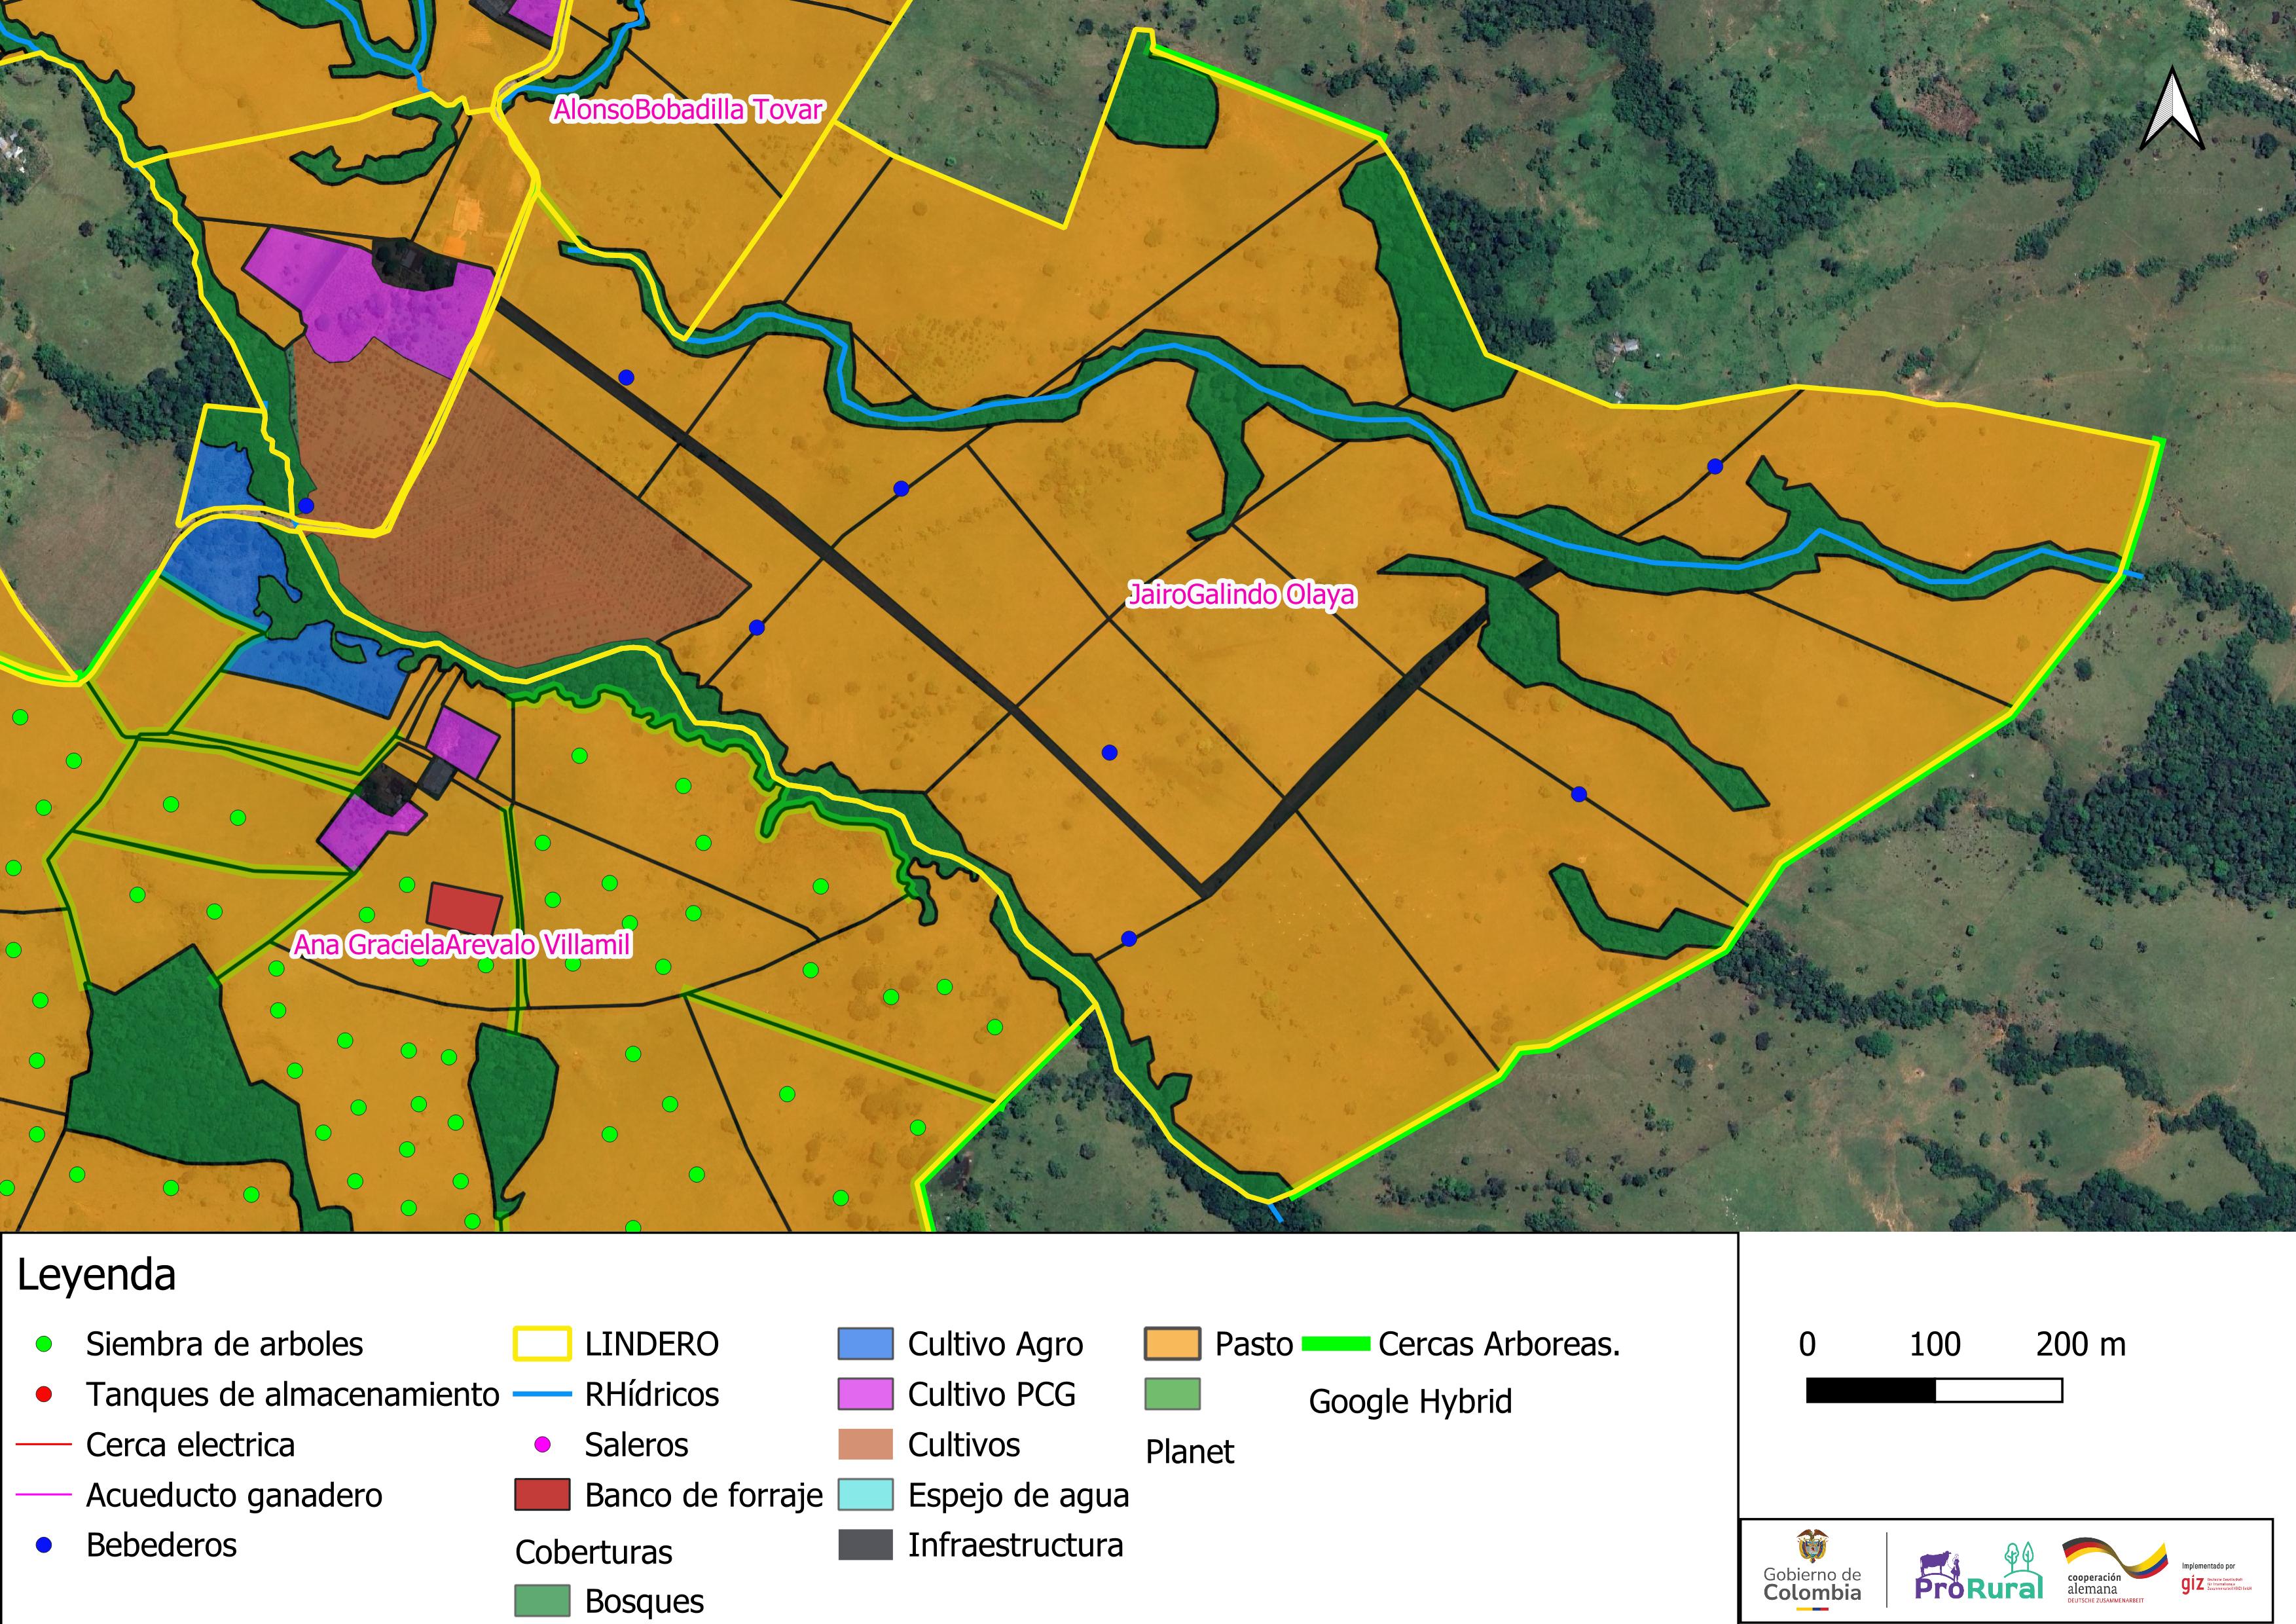 AlonsoBobadilla Tovar
JairoGalindo Olaya
Ana GracielaArevalo Villamil
Leyenda
Siembra de arboles
Tanques de almacenamiento
Cerca electrica
Acueducto ganadero
Bebederos
LINDERO
RHídricos
Saleros
Banco de forraje
Coberturas
Bosques
Cultivo Agro
Cultivo PCG
Cultivos
Espejo de agua
Infraestructura
Pasto
Planet
Cercas Arboreas.
Google Hybrid
0 100 200 m
Gobierno de
Colombia
ProRural
cooperación
alemana
DEUTSCHE ZUSAMMENARBEIT
Implementado por
giz